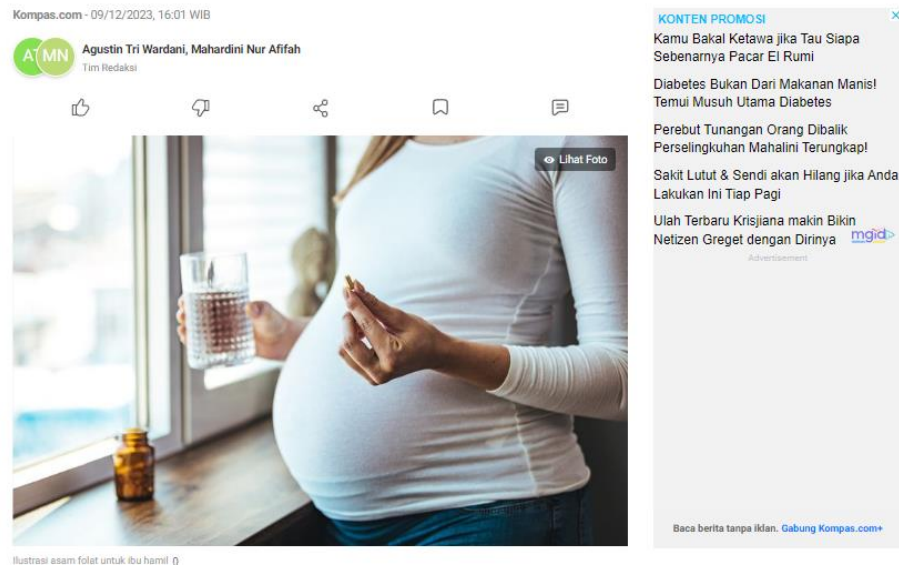 Kompas.com - 09/12/2023, 16:01 WIB
AT MN
Agustin Tri Wardani, Mahardini Nur Afifah
Tim Redaksi
Lihat Foto
Ilustrasi asam folat untuk ibu hamil ()
KONTEN PROMOSI
Kamu Bakal Ketawa jika Tau Siapa
Sebenarnya Pacar El Rumi
Diabetes Bukan Dari Makanan Manis!
Temui Musuh Utama Diabetes
Perebut Tunangan Orang Dibalik
Perselingkuhan Mahalini Terungkap!
Sakit Lutut & Sendi akan Hilang jika Anda
Lakukan Ini Tiap Pagi
Ulah Terbaru Krisjiana makin Bikin
Netizen Greget dengan Dirinya
mgid
Advertisement
Baca berita tanpa iklan. Gabung Kompas.com+